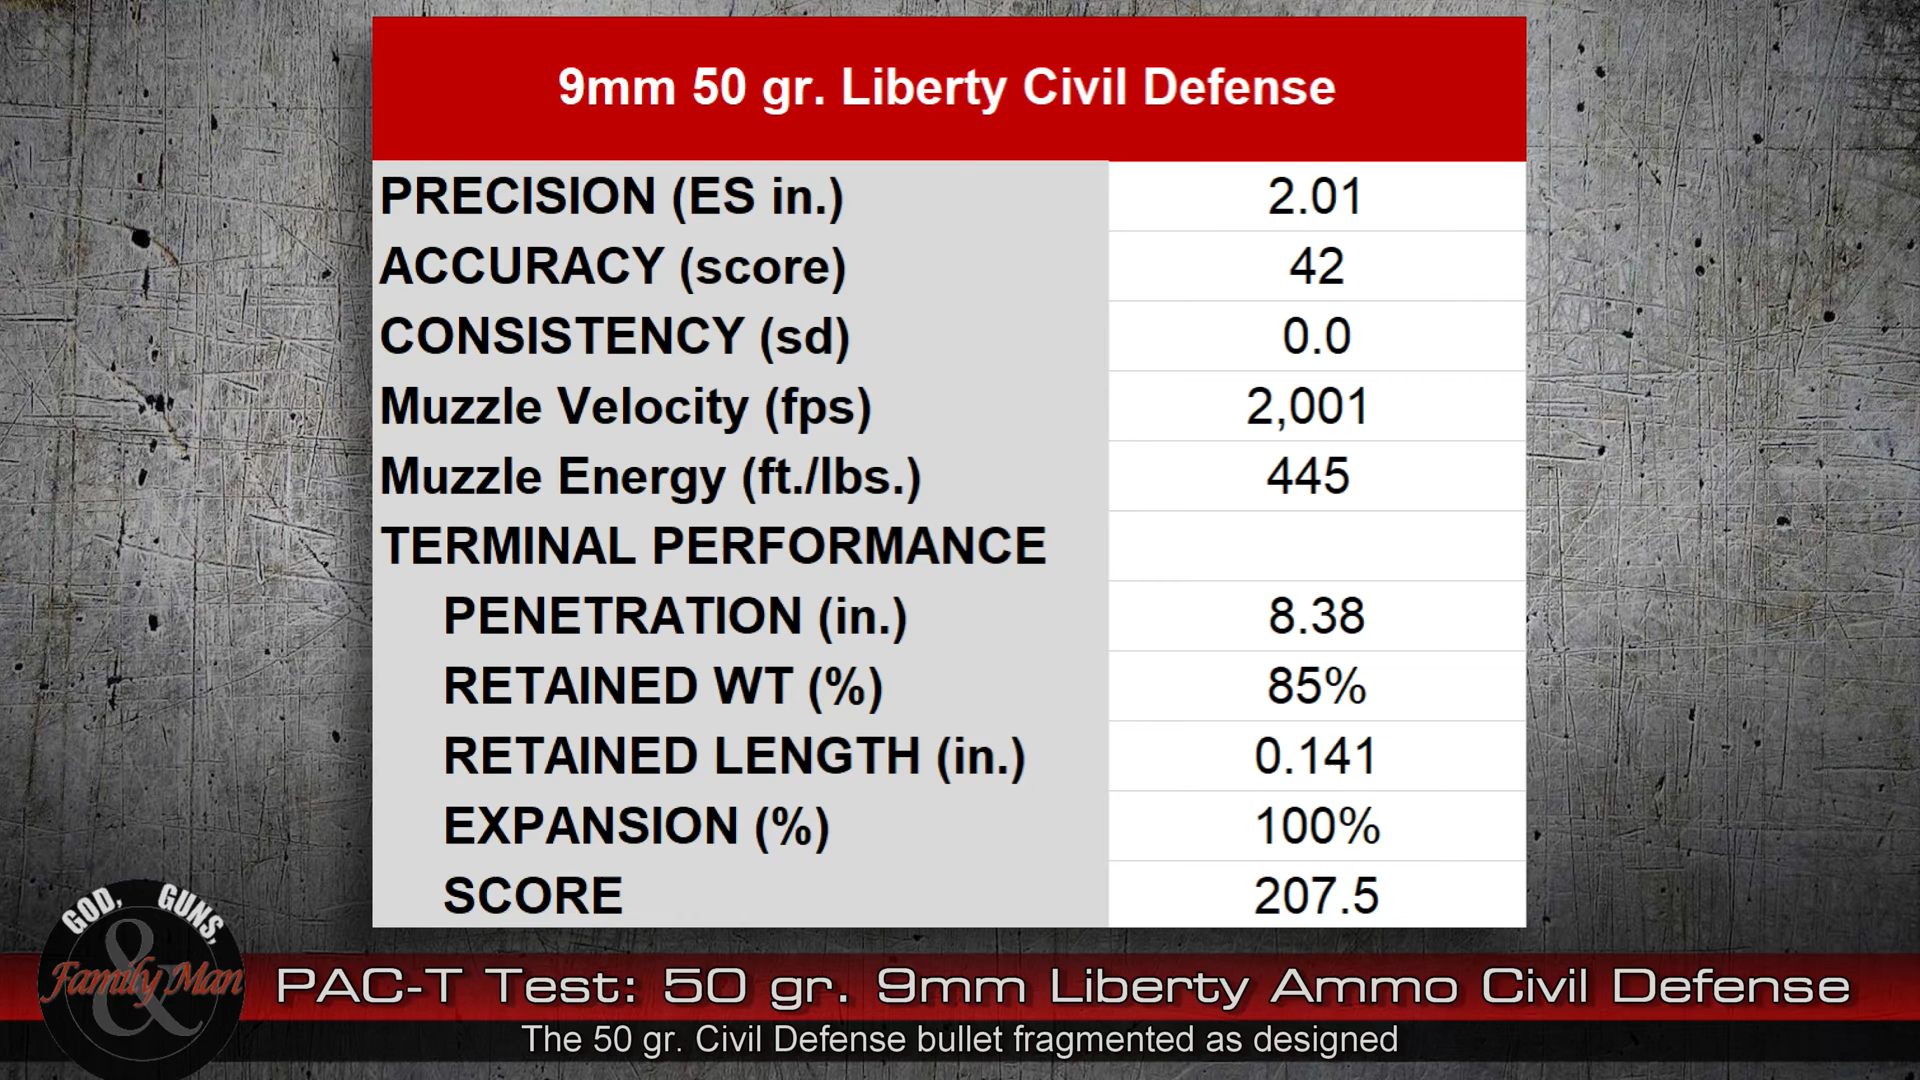 9mm 50 gr. Liberty Civil Defense
PRECISION (ES in.) 2.01
ACCURACY (score) 42
CONSISTENCY (sd) 0.0
Muzzle Velocity (fps) 2,001
Muzzle Energy (ft./lbs.) 445
TERMINAL PERFORMANCE
PENETRATION (in.) 8.38
RETAINED WT (%) 85%
RETAINED LENGTH (in.) 0.141
EXPANSION (%) 100%
SCORE 207.5
GOD, GUNS,
&
Family Man
PAC-T Test: 50 gr. 9mm Liberty Ammo Civil Defense
The 50 gr. Civil Defense bullet fragmented as designed